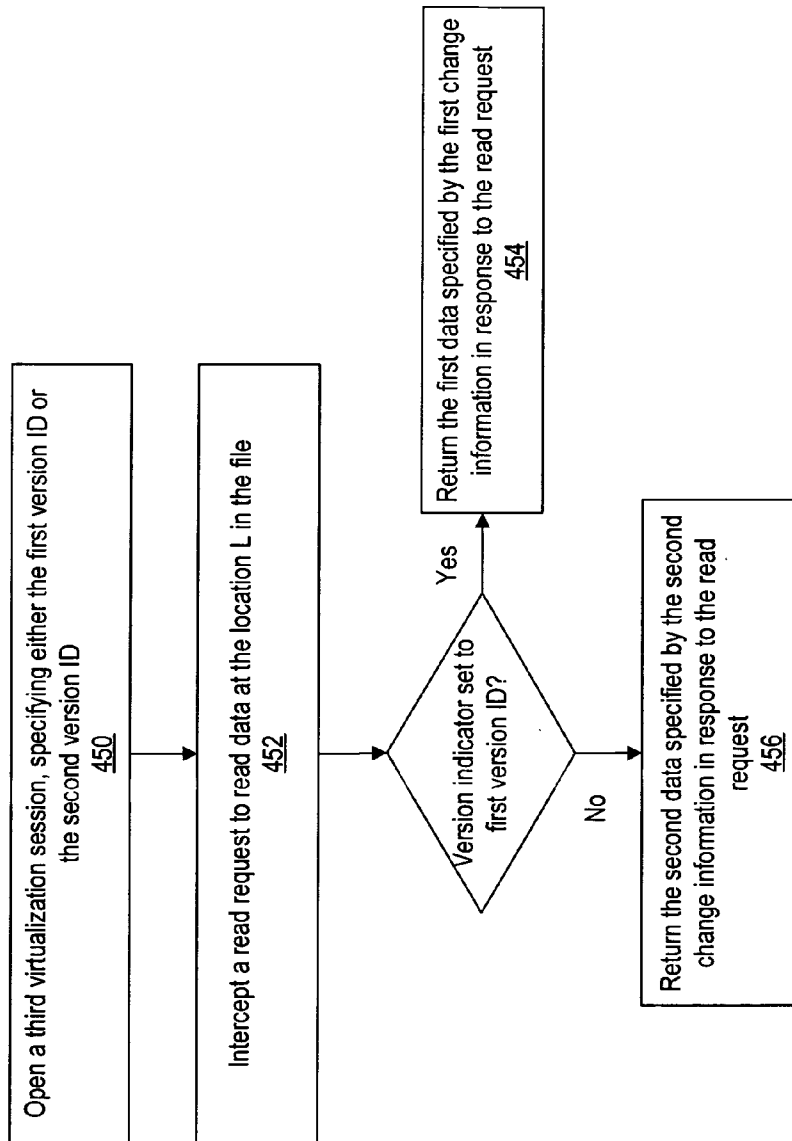 Open a third virtualization session, specifying either the first version ID or
the second version ID
450
Intercept a read request to read data at the location L in the file
452
Version indicator set to
first version ID?
Yes
Return the first data specified by the first change
information in response to the read request
454
No
Return the second data specified by the second
change information in response to the read
request
456